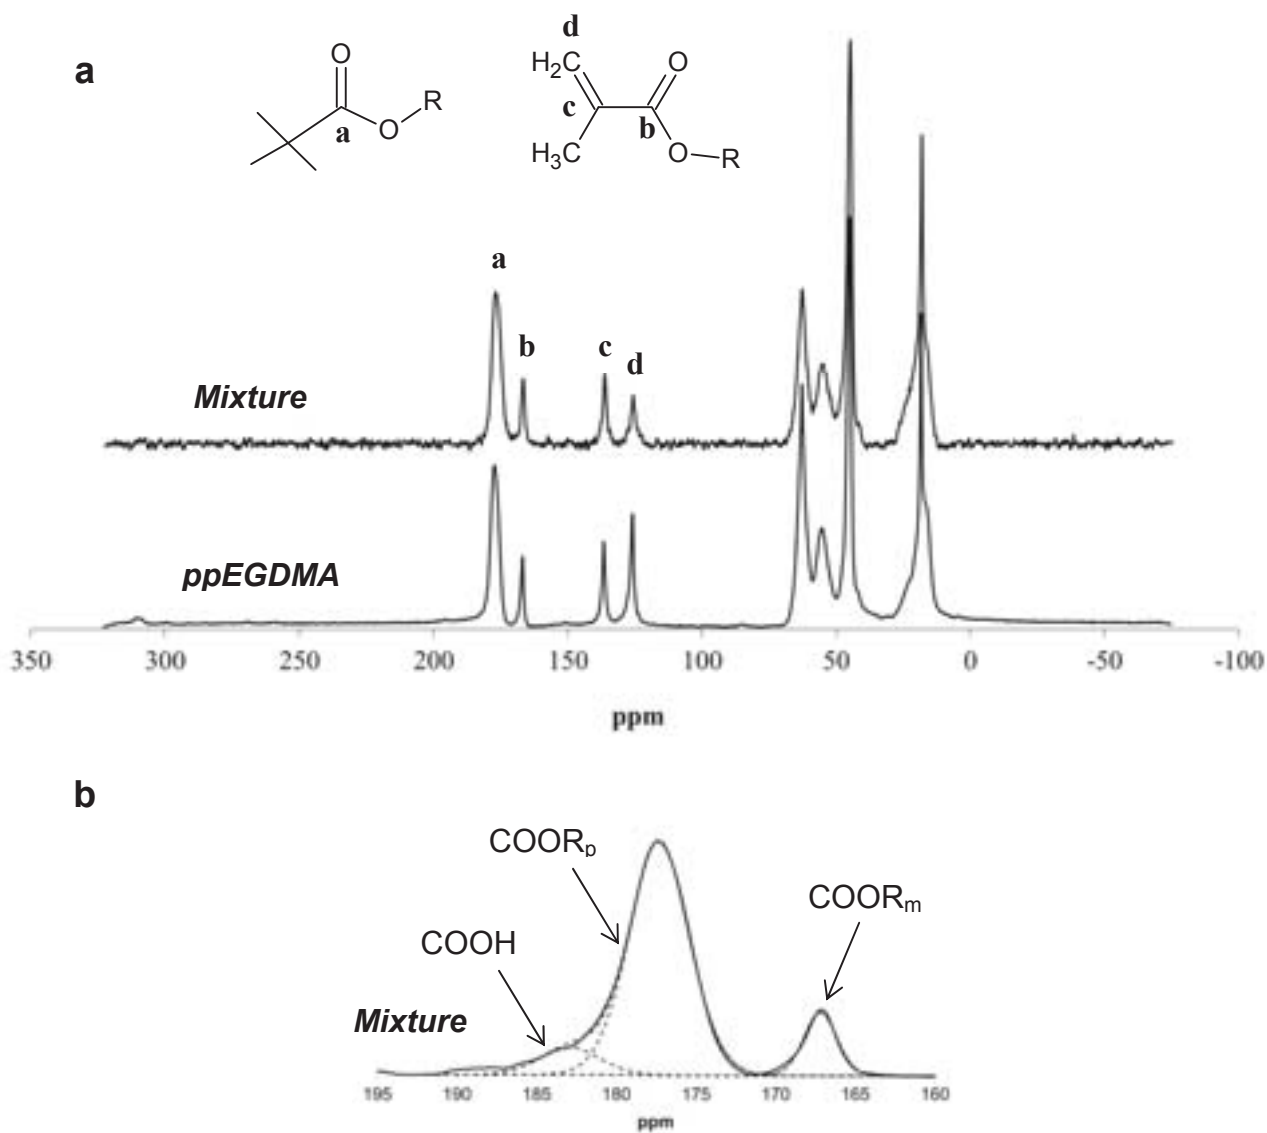 a
O
R
O
a
d
H₂C
O
c
b
H₃C
O
R
a
b
c
d
Mixture
ppEGDMA
350 300 250 200 150 100 50 0 -50 -100
ppm
b
COORₚ
COORₘ
COOH
Mixture
195 190 185 180 175 170 165 160
ppm